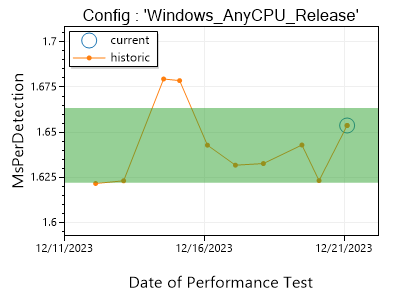 Config : 'Windows_AnyCPU_Release'
current
historic
MsPerDetection
1.7
1.675
1.65
1.625
1.6
12/11/2023
12/16/2023
12/21/2023
Date of Performance Test